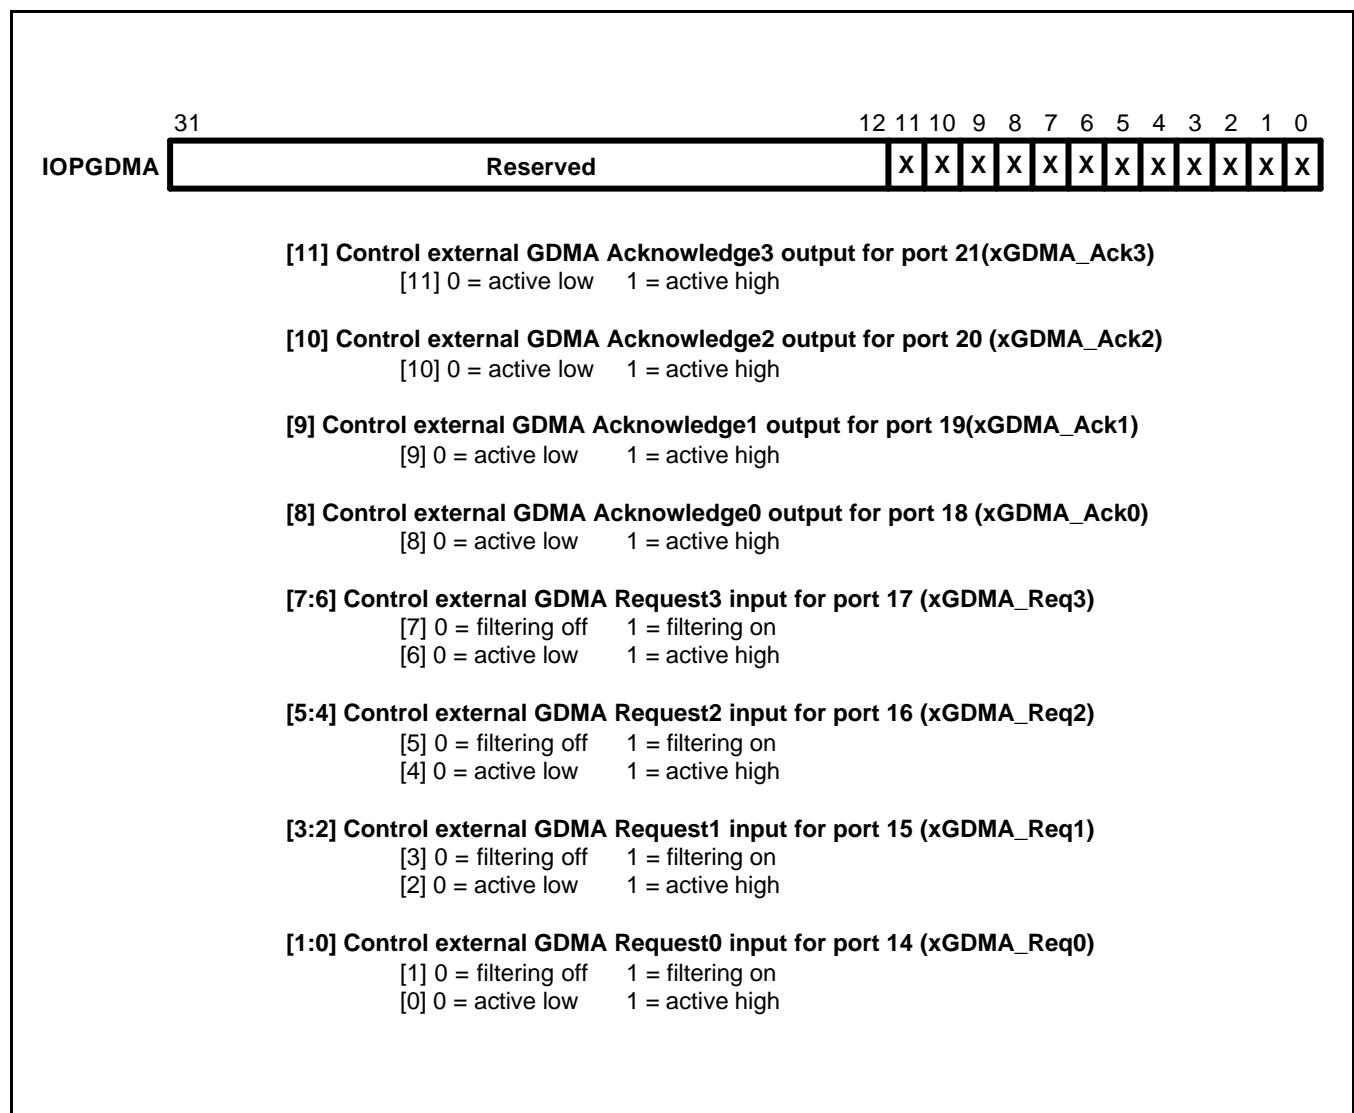 31 12 11 10 9 8 7 6 5 4 3 2 1 0
IOPGDMA Reserved X X X X X X X X X X X X
[11] Control external GDMA Acknowledge3 output for port 21(xGDMA_Ack3)
[11] 0 = active low 1 = active high
[10] Control external GDMA Acknowledge2 output for port 20 (xGDMA_Ack2)
[10] 0 = active low 1 = active high
[9] Control external GDMA Acknowledge1 output for port 19(xGDMA_Ack1)
[9] 0 = active low 1 = active high
[8] Control external GDMA Acknowledge0 output for port 18 (xGDMA_Ack0)
[8] 0 = active low 1 = active high
[7:6] Control external GDMA Request3 input for port 17 (xGDMA_Req3)
[7] 0 = filtering off 1 = filtering on
[6] 0 = active low 1 = active high
[5:4] Control external GDMA Request2 input for port 16 (xGDMA_Req2)
[5] 0 = filtering off 1 = filtering on
[4] 0 = active low 1 = active high
[3:2] Control external GDMA Request1 input for port 15 (xGDMA_Req1)
[3] 0 = filtering off 1 = filtering on
[2] 0 = active low 1 = active high
[1:0] Control external GDMA Request0 input for port 14 (xGDMA_Req0)
[1] 0 = filtering off 1 = filtering on
[0] 0 = active low 1 = active high